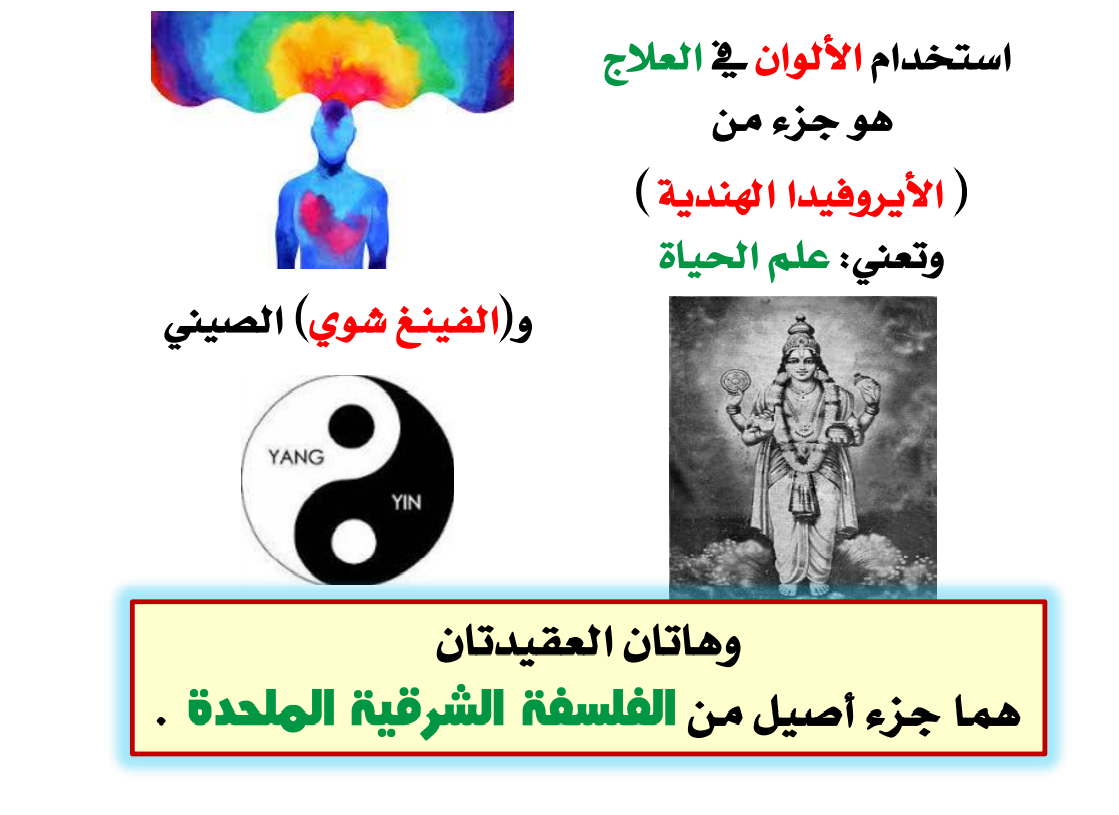 استخدام الألوان في العلاج
هو جزء من
( الأيروفيدا الهندية )
وتعني: علم الحياة
و(الفينغ شوي) الصيني
YANG
YIN
وهاتان العقيدتان
هما جزء أصيل من الفلسفة الشرقية الملحدة .